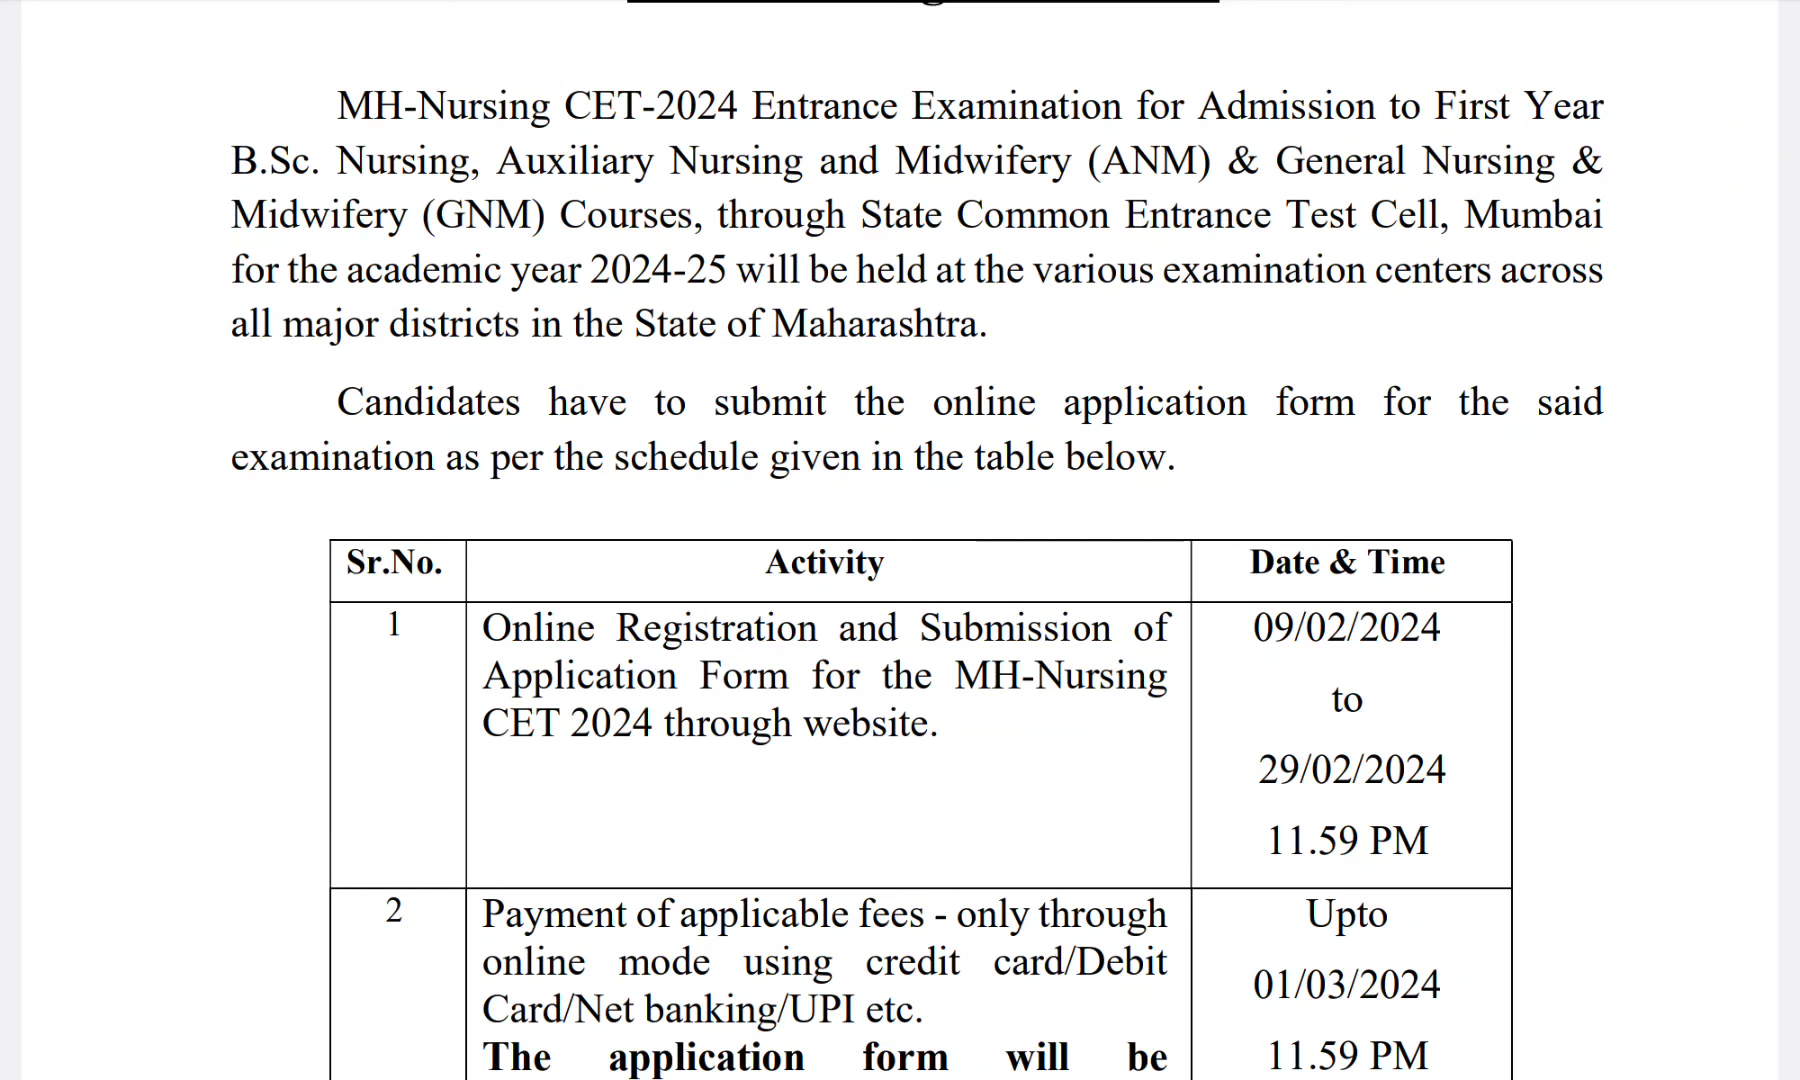 MH-Nursing CET-2024 Entrance Examination for Admission to First Year
B.Sc. Nursing, Auxiliary Nursing and Midwifery (ANM) & General Nursing &
Midwifery (GNM) Courses, through State Common Entrance Test Cell, Mumbai
for the academic year 2024-25 will be held at the various examination centers across
all major districts in the State of Maharashtra.
Candidates have to submit the online application form for the said
examination as per the schedule given in the table below.
Sr.No. Activity Date & Time
1 Online Registration and Submission of 09/02/2024
Application Form for the MH-Nursing to
CET 2024 through website. 29/02/2024
11.59 PM
2 Payment of applicable fees - only through Upto
online mode using credit card/Debit 01/03/2024
Card/Net banking/UPI etc.
The application form will be 11.59 PM